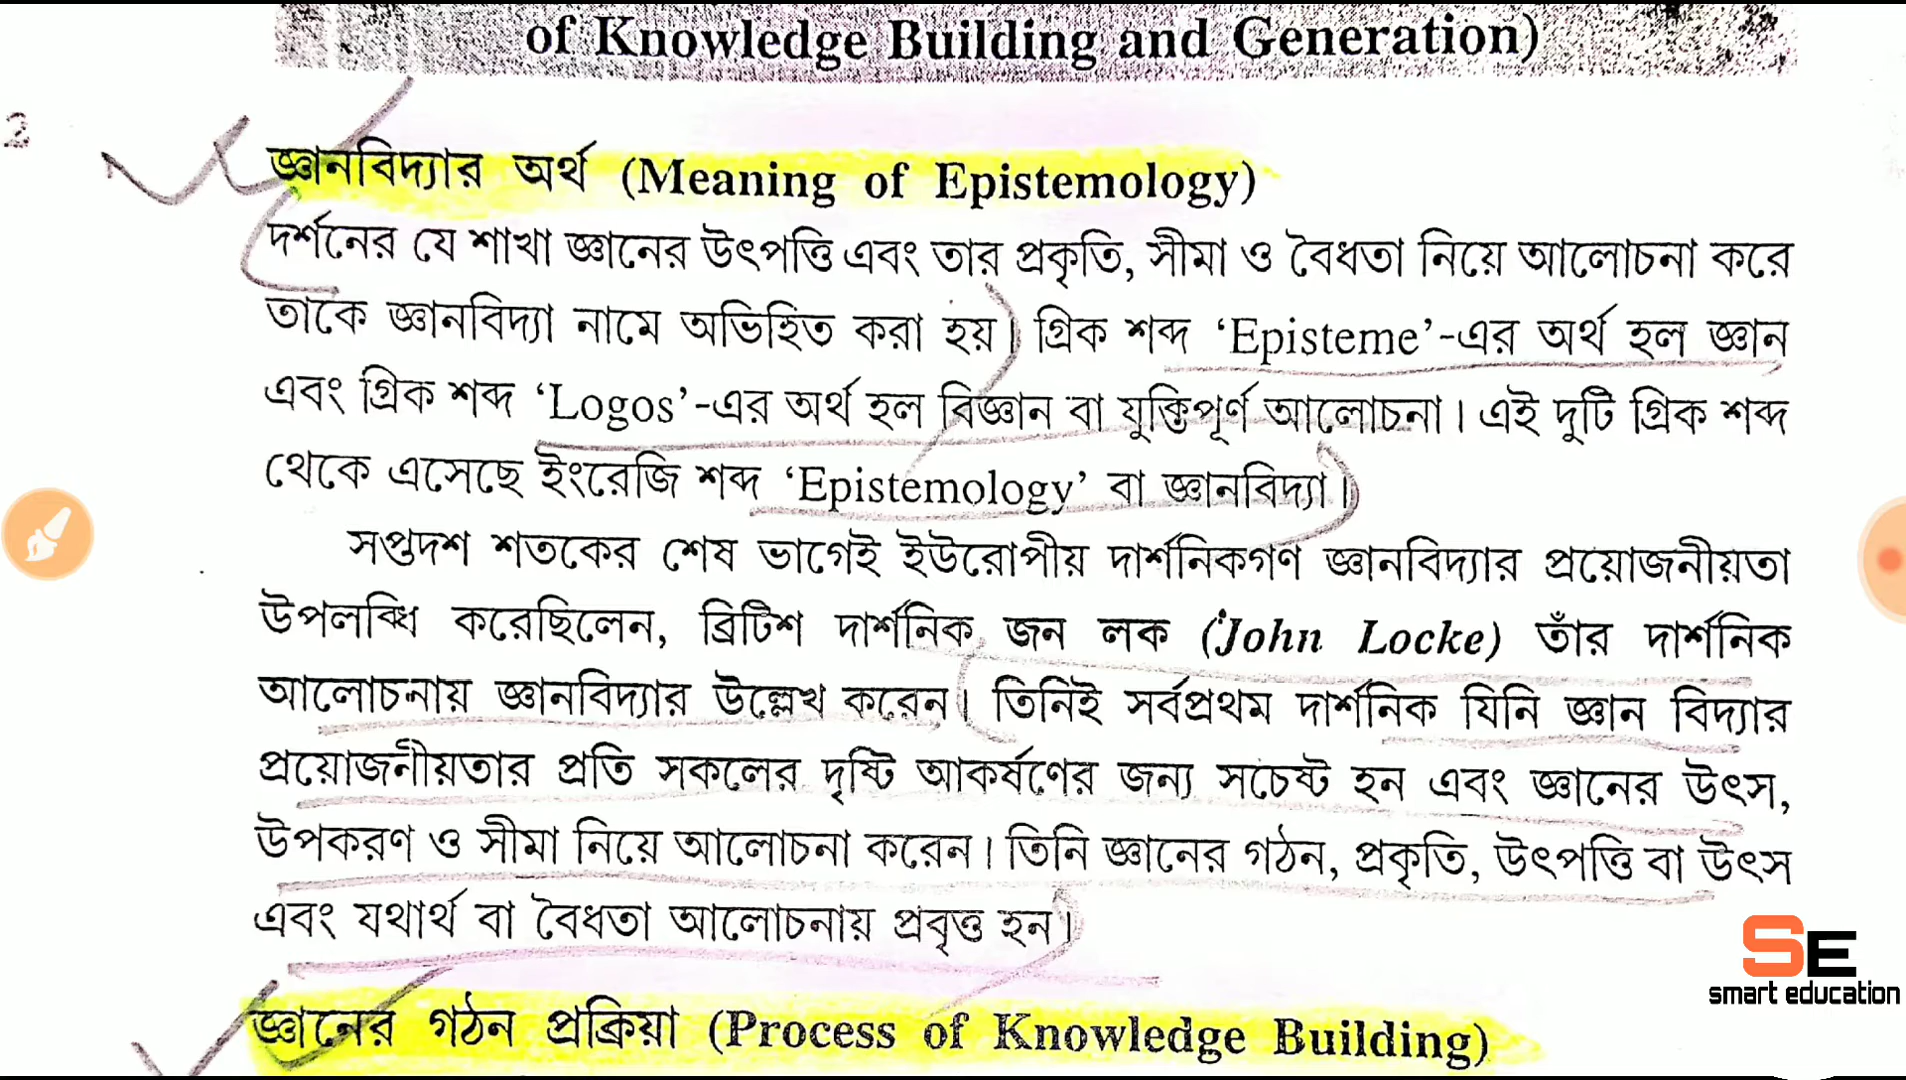 of Knowledge Building and Generation)
2
জ্ঞানবিদ্যার অর্থ (Meaning of Epistemology)
দর্শনের যে শাখা জ্ঞানের উৎপত্তি এবং তার প্রকৃতি, সীমা ও বৈধতা নিয়ে আলোচনা করে
তাকে জ্ঞানবিদ্যা নামে অভিহিত করা হয়। গ্রিক শব্দ ‘Episteme’-এর অর্থ হল জ্ঞান
এবং গ্রিক শব্দ ‘Logos’-এর অর্থ হল বিজ্ঞান বা যুক্তিপূর্ণ আলোচনা। এই দুটি গ্রিক শব্দ
থেকে এসেছে ইংরেজি শব্দ ‘Epistemology’ বা জ্ঞানবিদ্যা।
সপ্তদশ শতকের শেষ ভাগেই ইউরোপীয় দার্শনিকগণ জ্ঞানবিদ্যার প্রয়োজনীয়তা
উপলব্ধি করেছিলেন, ব্রিটিশ দার্শনিক জন লক (John Locke) তাঁর দার্শনিক
আলোচনায় জ্ঞানবিদ্যার উল্লেখ করেন। তিনিই সর্বপ্রথম দার্শনিক যিনি জ্ঞান বিদ্যার
প্রয়োজনীয়তার প্রতি সকলের দৃষ্টি আকর্ষণের জন্য সচেষ্ট হন এবং জ্ঞানের উৎস,
উপকরণ ও সীমা নিয়ে আলোচনা করেন। তিনি জ্ঞানের গঠন, প্রকৃতি, উৎপত্তি বা উৎস
এবং যথার্থ বা বৈধতা আলোচনায় প্রবৃত্ত হন।
SE
smart education
জ্ঞানের গঠন প্রক্রিয়া (Process of Knowledge Building)